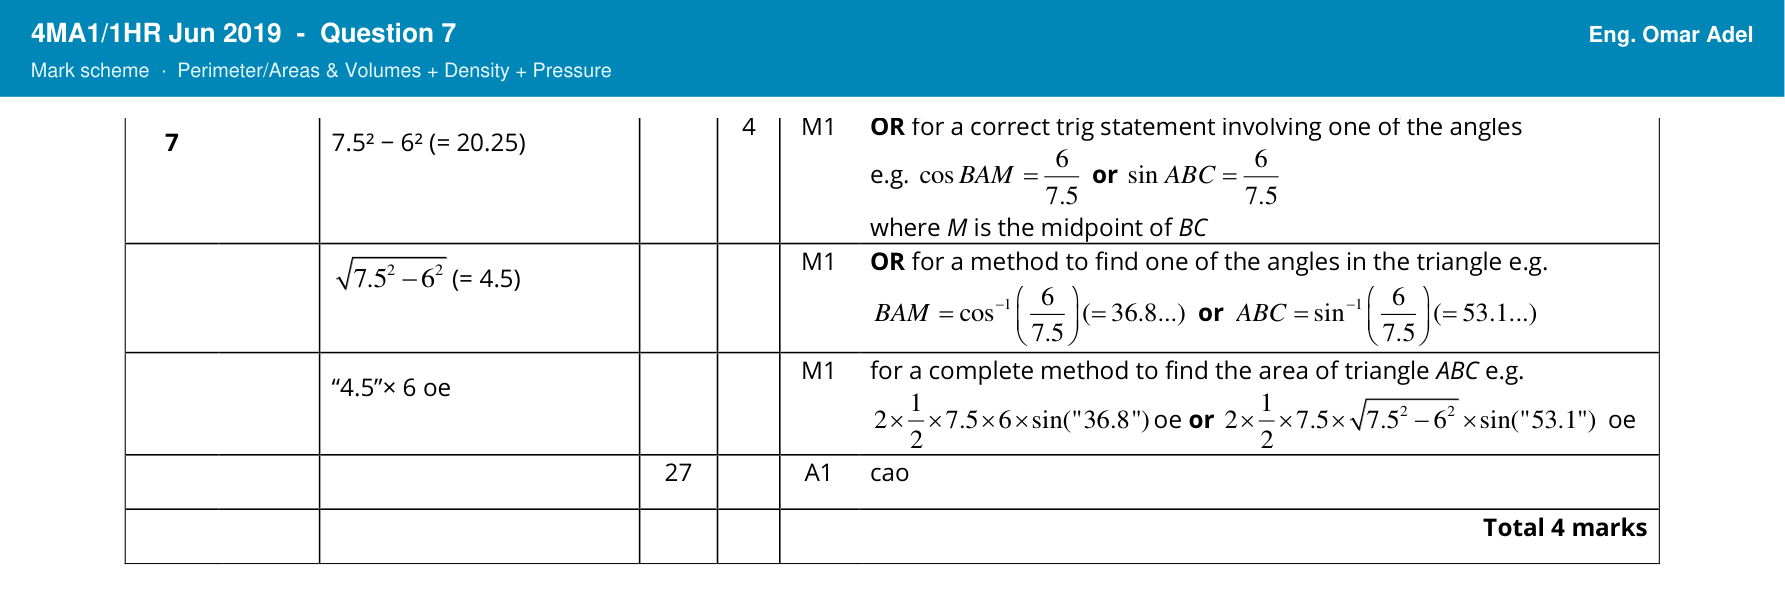 4MA1/1HR Jun 2019 - Question 7
Eng. Omar Adel
Mark scheme · Perimeter/Areas & Volumes + Density + Pressure
7 7.5² − 6² (= 20.25) 4 M1 OR for a correct trig statement involving one of the angles
e.g. cos BAM = 6/7.5 or sin ABC = 6/7.5
where M is the midpoint of BC
√(7.5² − 6²) (= 4.5) M1 OR for a method to find one of the angles in the triangle e.g.
BAM = cos⁻¹(6/7.5)(= 36.8...) or ABC = sin⁻¹(6/7.5)(= 53.1...)
“4.5”× 6 oe M1 for a complete method to find the area of triangle ABC e.g.
2×1/2×7.5×6×sin("36.8") oe or 2×1/2×7.5×√(7.5² − 6²)×sin("53.1") oe
27 A1 cao
Total 4 marks